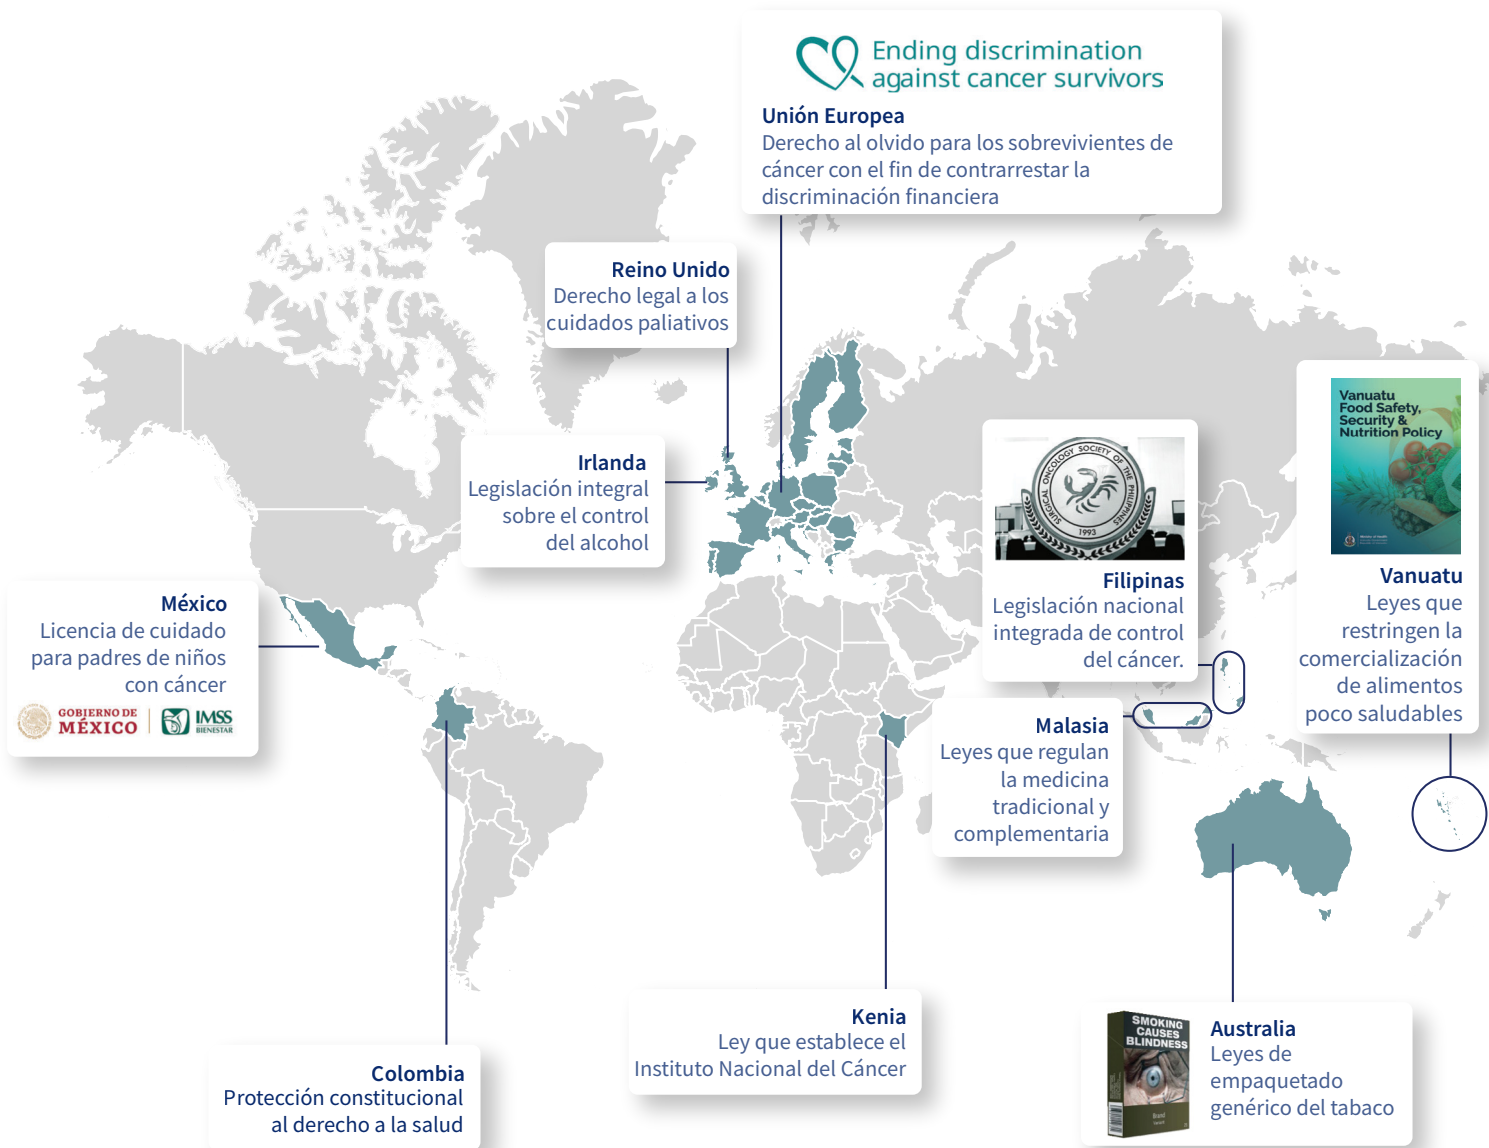 Ending discrimination
against cancer survivors
Unión Europea
Derecho al olvido para los sobrevivientes de
cáncer con el fin de contrarrestar la
discriminación financiera
Reino Unido
Derecho legal a los
cuidados paliativos
Irlanda
Legislación integral
sobre el control
del alcohol
México
Licencia de cuidado
para padres de niños
con cáncer
GOBIERNO DE
MÉXICO
IMSS
BIENESTAR
SURGICAL ONCOLOGY SOCIETY OF THE PHILIPPINES
1993
Filipinas
Legislación nacional
integrada de control
del cáncer.
Vanuatu
Food Safety,
Security &
Nutrition Policy
Vanuatu
Leyes que
restringen la
comercialización
de alimentos
poco saludables
Malasia
Leyes que regulan
la medicina
tradicional y
complementaria
Kenia
Ley que establece el
Instituto Nacional del Cáncer
Colombia
Protección constitucional
al derecho a la salud
SMOKING
CAUSES
BLINDNESS
Brand
Australia
Leyes de
empaquetado
genérico del tabaco